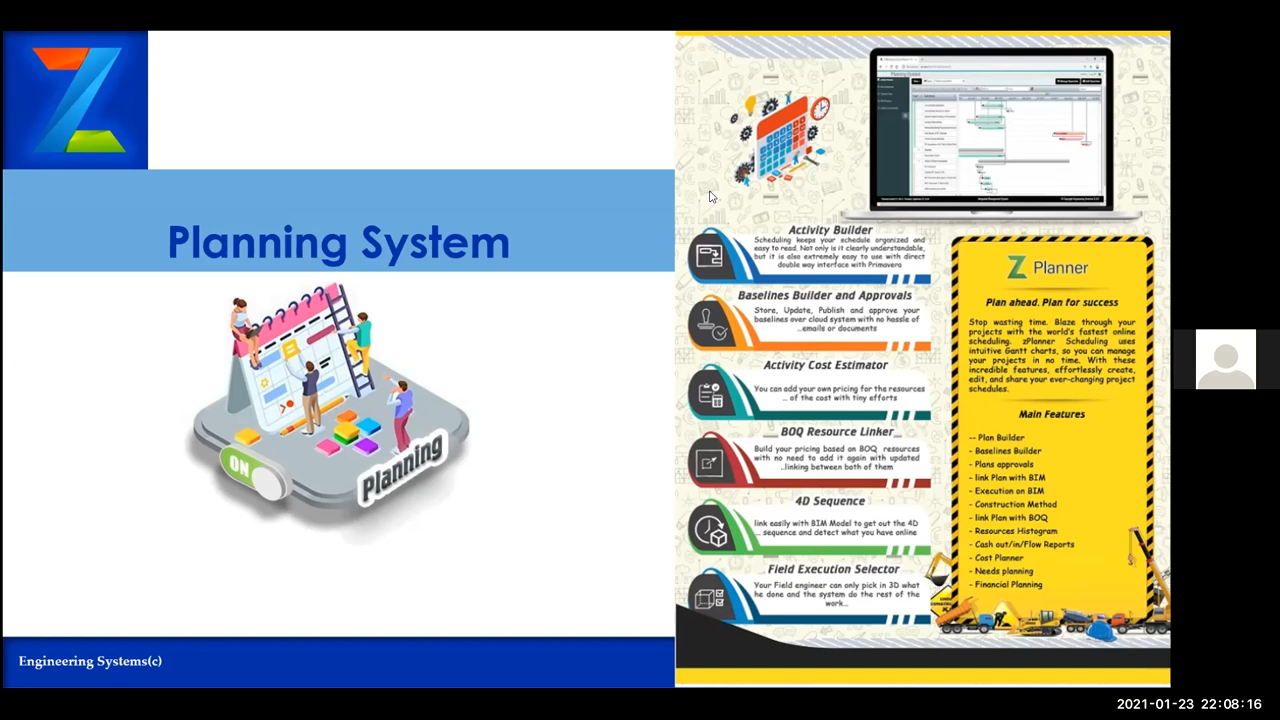 Planning System
ON
Planning
Engineering Systems(c)
Activity Builder
Scheduling keeps your schedule organized and
easy to read. Not only is it clearly understandable,
but it is also extremely easy to use with direct
double way interface with Primavera
Baselines Builder and Approvals
Store, Update, Publish and approve your
baselines over cloud system with no hassle of
..emails or documents
Activity Cost Estimator
You can add your own pricing for the resources
... of the cost with tiny efforts
BOQ Resource Linker
Build your pricing based on BOQ resources
with no need to add it again with updated
..linking between both of them
4D Sequence
link easily with BIM Model to get out the 4D
... sequence and detect what you have online
Field Execution Selector
Your Field engineer can only pick in 3D what
he done and the system do the rest of the
work...
Z Planner
Plan ahead. Plan for success
Stop wasting time. Blaze through your
projects with the world's fastest online
scheduling. zPlanner Scheduling uses
intuitive Gantt charts, so you can manage
your projects in no time. With these
incredible features, effortlessly create,
edit, and share your ever-changing project
schedules.
Main Features
-- Plan Builder
- Baselines Builder
- Plans approvals
- link Plan with BIM
- Execution on BIM
- Construction Method
- link Plan with BOQ
- Resources Histogram
- Cash out/in/Flow Reports
- Cost Planner
- Needs planning
- Financial Planning
2021-01-23 22:08:16